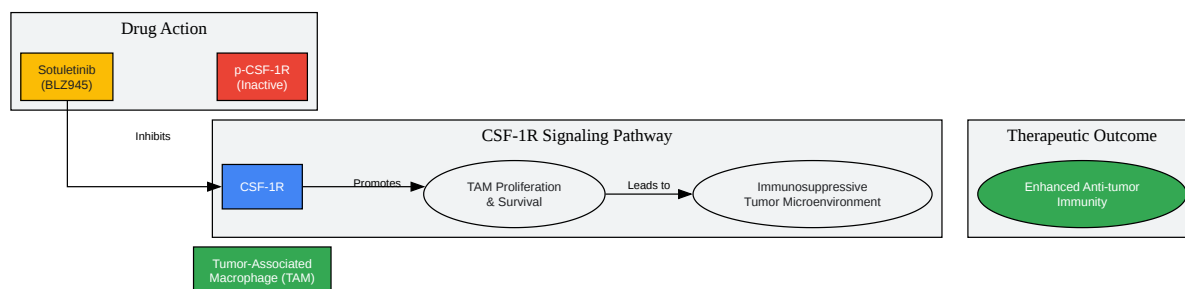 Drug Action
Sotuletinib
(BLZ945)
p-CSF-1R
(Inactive)
Inhibits
CSF-1R Signaling Pathway
CSF-1R
Promotes
TAM Proliferation
& Survival
Leads to
Immunosuppressive
Tumor Microenvironment
Therapeutic Outcome
Enhanced Anti-tumor
Immunity
Tumor-Associated
Macrophage (TAM)